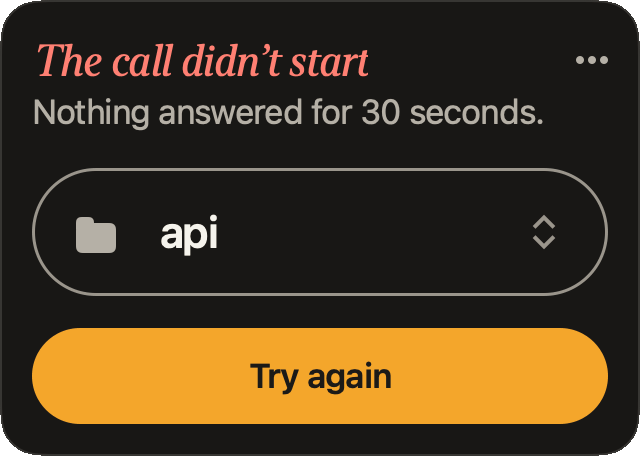 The call didn’t start
Nothing answered for 30 seconds.
api
Try again